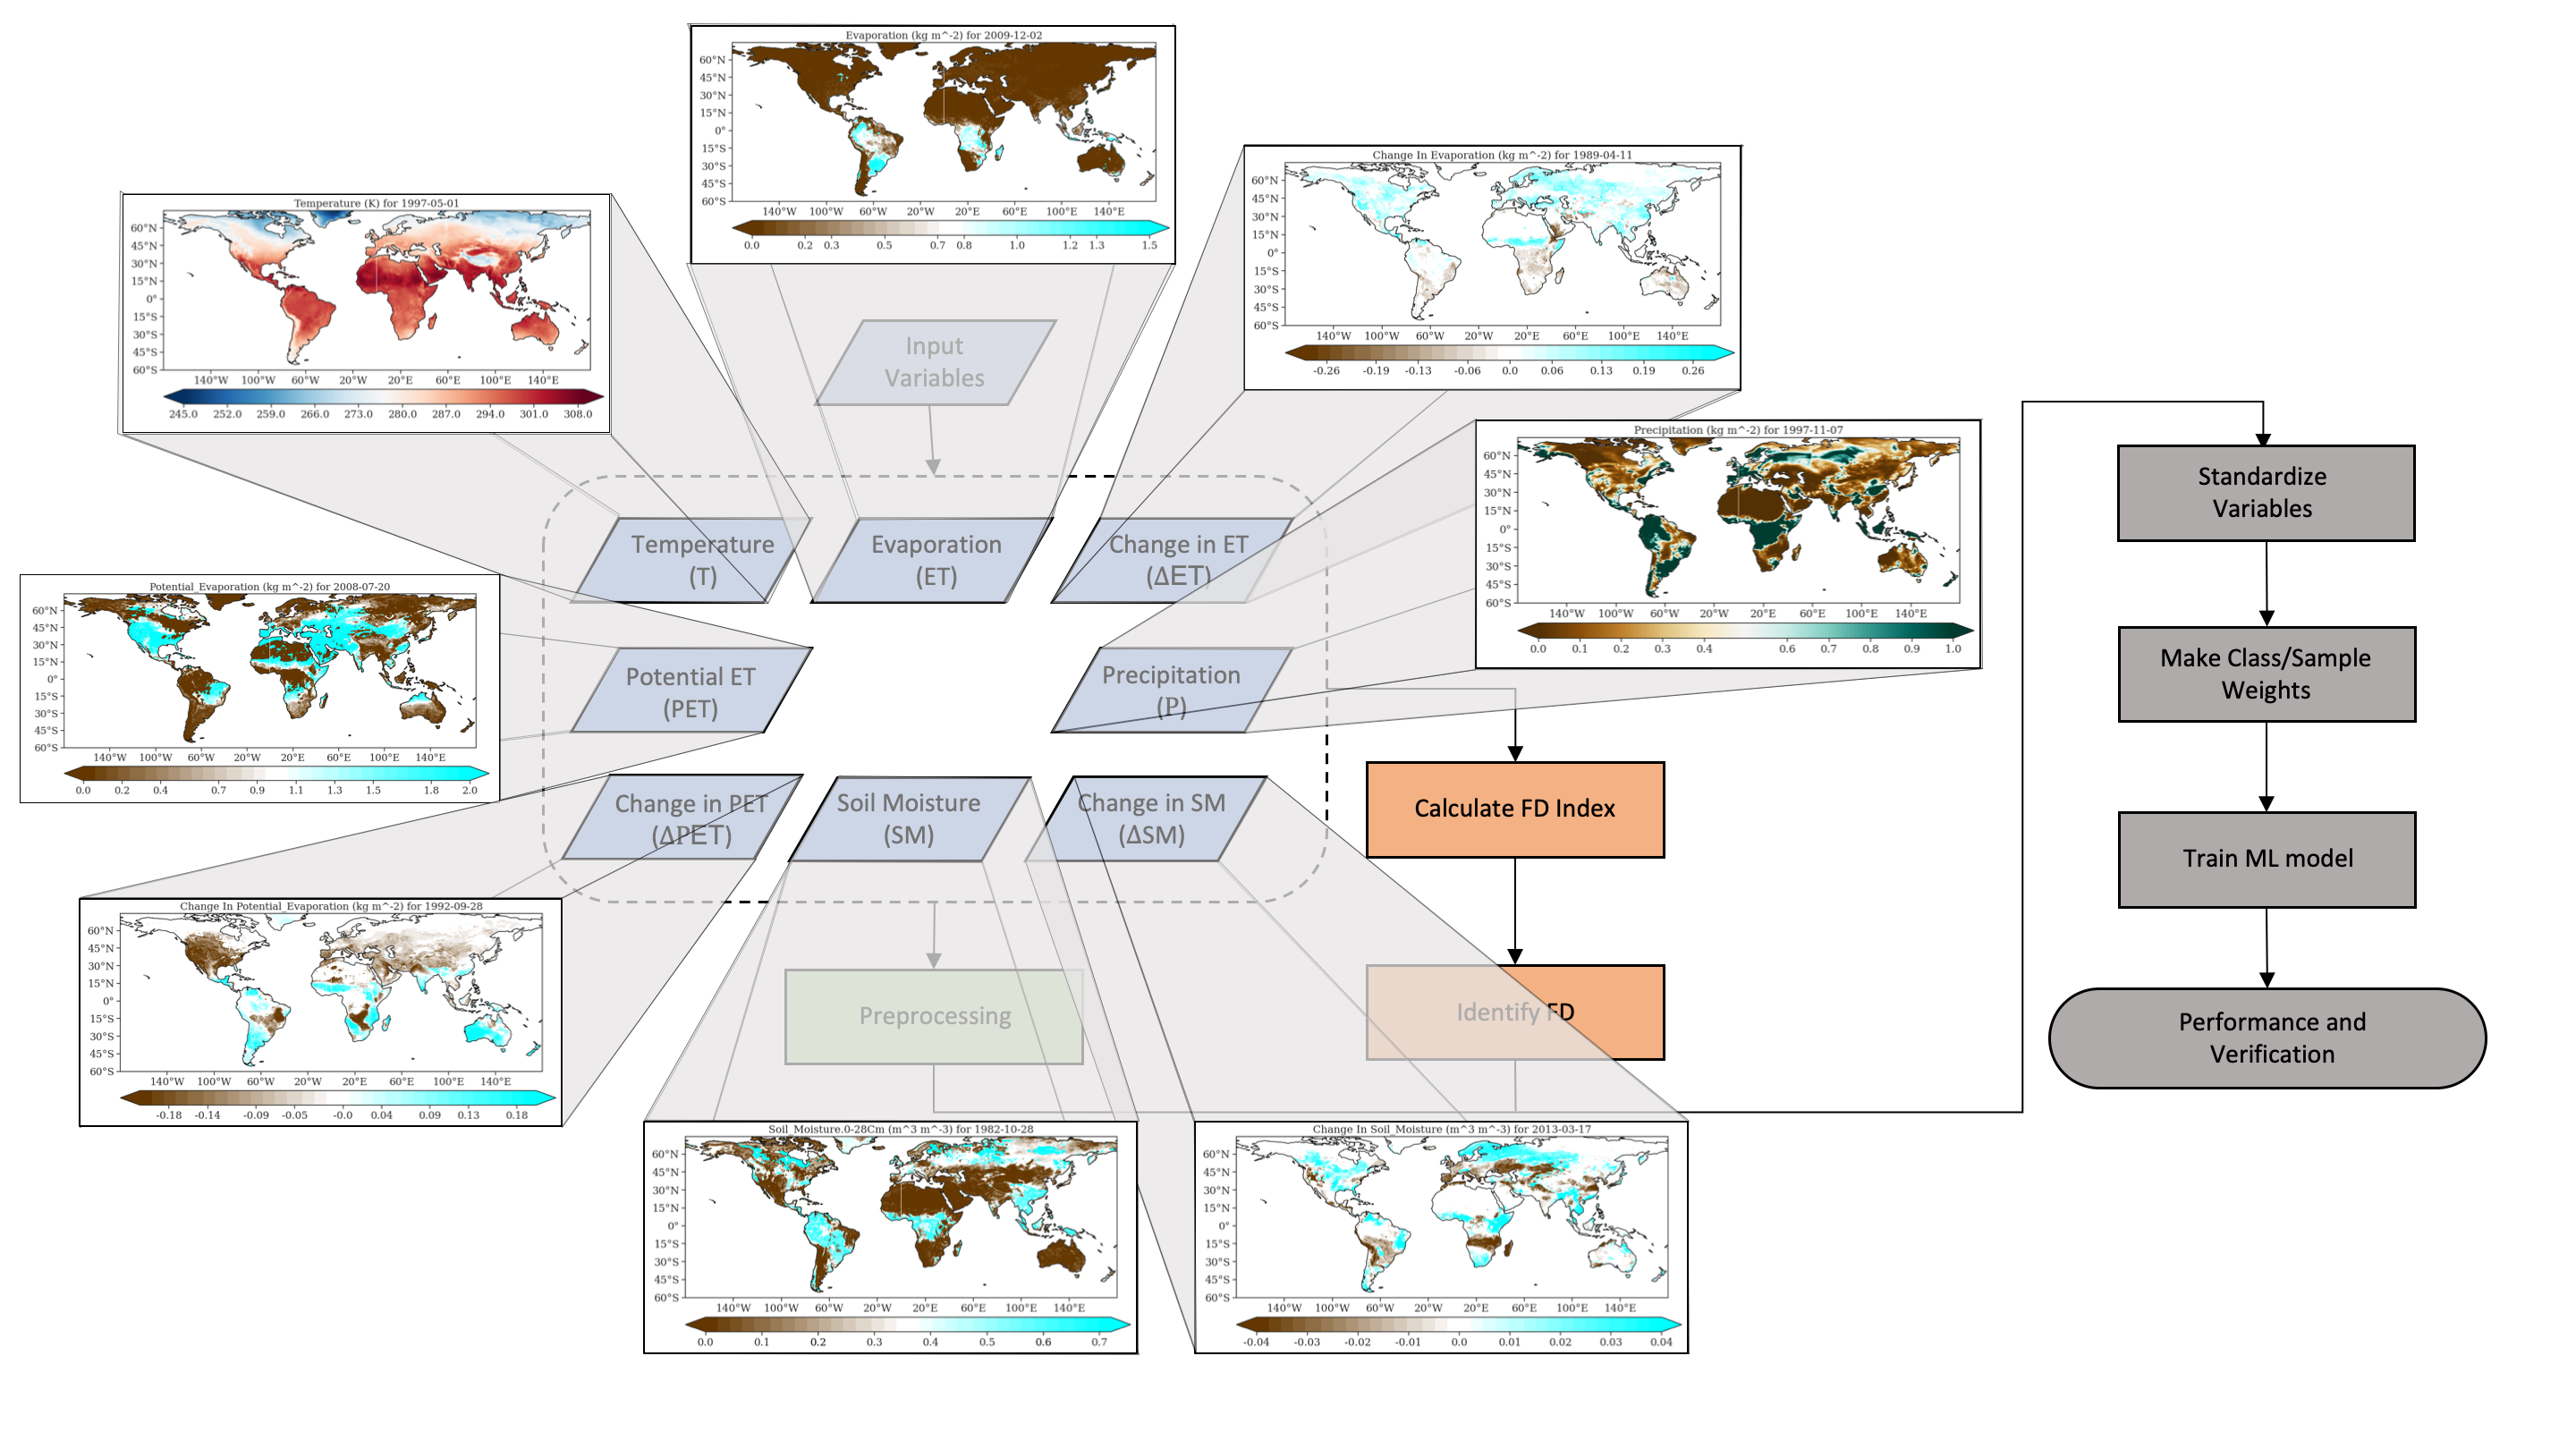 Evaporation (kg m^-2) for 2009-12-02
60°N
45°N
30°N
15°N
0°
15°S
30°S
45°S
60°S
140°W 100°W 60°W 20°W 20°E 60°E 100°E 140°E
0.0 0.2 0.3 0.5 0.7 0.8 1.0 1.2 1.3 1.5
Change In Evaporation (kg m^-2) for 1989-04-11
60°N
45°N
30°N
15°N
0°
15°S
30°S
45°S
60°S
140°W 100°W 60°W 20°W 20°E 60°E 100°E 140°E
-0.26 -0.19 -0.13 -0.06 0.0 0.06 0.13 0.19 0.26
Temperature (K) for 1997-05-01
60°N
45°N
30°N
15°N
0°
15°S
30°S
45°S
60°S
140°W 100°W 60°W 20°W 20°E 60°E 100°E 140°E
245.0 252.0 259.0 266.0 273.0 280.0 287.0 294.0 301.0 308.0
Input
Variables
Precipitation (kg m^-2) for 1997-11-07
60°N
45°N
30°N
15°N
0°
15°S
30°S
45°S
60°S
140°W 100°W 60°W 20°W 20°E 60°E 100°E 140°E
0.0 0.1 0.2 0.3 0.4 0.6 0.7 0.8 0.9 1.0
Temperature
(T)
Evaporation
(ET)
Change in ET
(ΔET)
Potential_Evaporation (kg m^-2) for 2008-07-20
60°N
45°N
30°N
15°N
0°
15°S
30°S
45°S
60°S
140°W 100°W 60°W 20°W 20°E 60°E 100°E 140°E
0.0 0.2 0.4 0.7 0.9 1.1 1.3 1.5 1.8 2.0
Potential ET
(PET)
Precipitation
(P)
Change in PET
(ΔPET)
Soil Moisture
(SM)
Change in SM
(ΔSM)
Calculate FD Index
Identify FD
Preprocessing
Change In Potential_Evaporation (kg m^-2) for 1992-09-28
60°N
45°N
30°N
15°N
0°
15°S
30°S
45°S
60°S
140°W 100°W 60°W 20°W 20°E 60°E 100°E 140°E
-0.18 -0.14 -0.09 -0.05 -0.0 0.04 0.09 0.13 0.18
Soil_Moisture.0-28Cm (m^3 m^-3) for 1982-10-28
60°N
45°N
30°N
15°N
0°
15°S
30°S
45°S
60°S
140°W 100°W 60°W 20°W 20°E 60°E 100°E 140°E
0.0 0.1 0.2 0.3 0.4 0.5 0.6 0.7
Change In Soil_Moisture (m^3 m^-3) for 2013-03-17
60°N
45°N
30°N
15°N
0°
15°S
30°S
45°S
60°S
140°W 100°W 60°W 20°W 20°E 60°E 100°E 140°E
-0.04 -0.03 -0.02 -0.01 0.0 0.01 0.02 0.03 0.04
Standardize
Variables
Make Class/Sample
Weights
Train ML model
Performance and
Verification